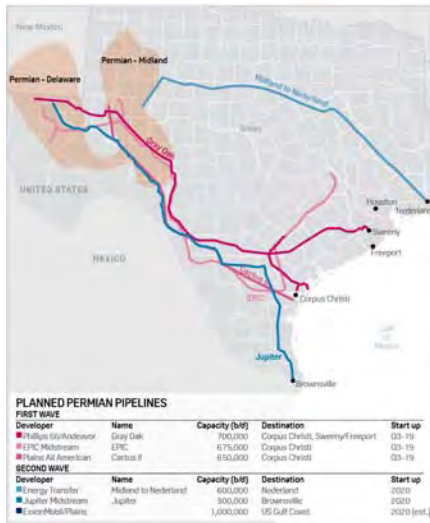 New Mexico
Permian - Midland
Permian - Delaware
Midland to Nederland
Gray Oak
Texas
UNITED STATES
Houston
Nederland
Sweeny
Freeport
MEXICO
Cactus II
EPIC
Corpus Christi
Gulf of Mexico
Jupiter
Brownsville
PLANNED PERMIAN PIPELINES
FIRST WAVE
Developer Name Capacity (b/d) Destination Start up
Phillips 66/Andeavor Gray Oak 700,000 Corpus Christi, Sweeny/Freeport Q3-19
EPIC Midstream EPIC 675,000 Corpus Christi Q3-19
Plains All American Cactus II 650,000 Corpus Christi Q3-19
SECOND WAVE
Developer Name Capacity (b/d) Destination Start up
Energy Transfer Midland to Nederland 600,000 Nederland 2020
Jupiter Midstream Jupiter 500,000 Brownsville 2020
ExxonMobil/Plains 1,000,000 US Gulf Coast 2020 (est.)